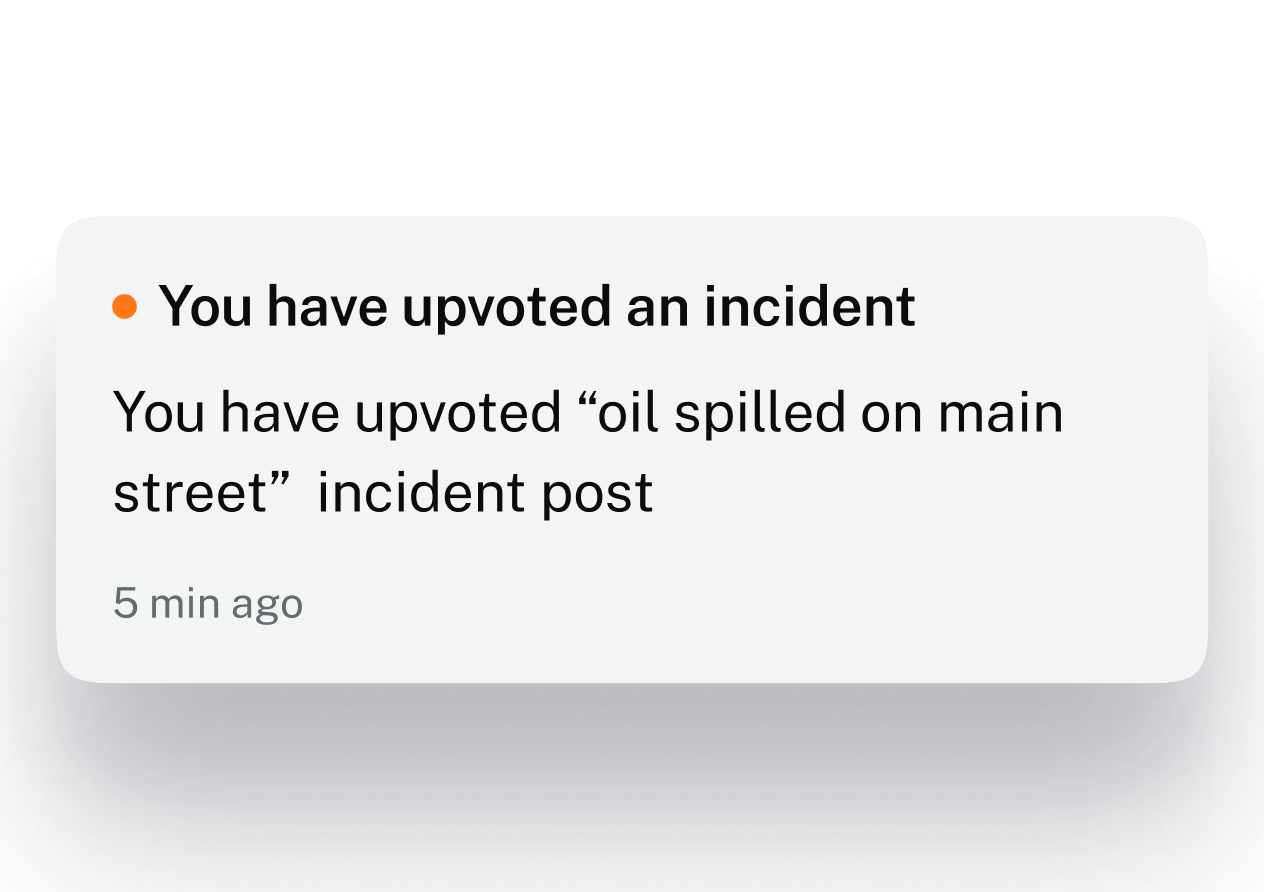 You have upvoted an incident
You have upvoted “oil spilled on main
street”  incident post
5 min ago